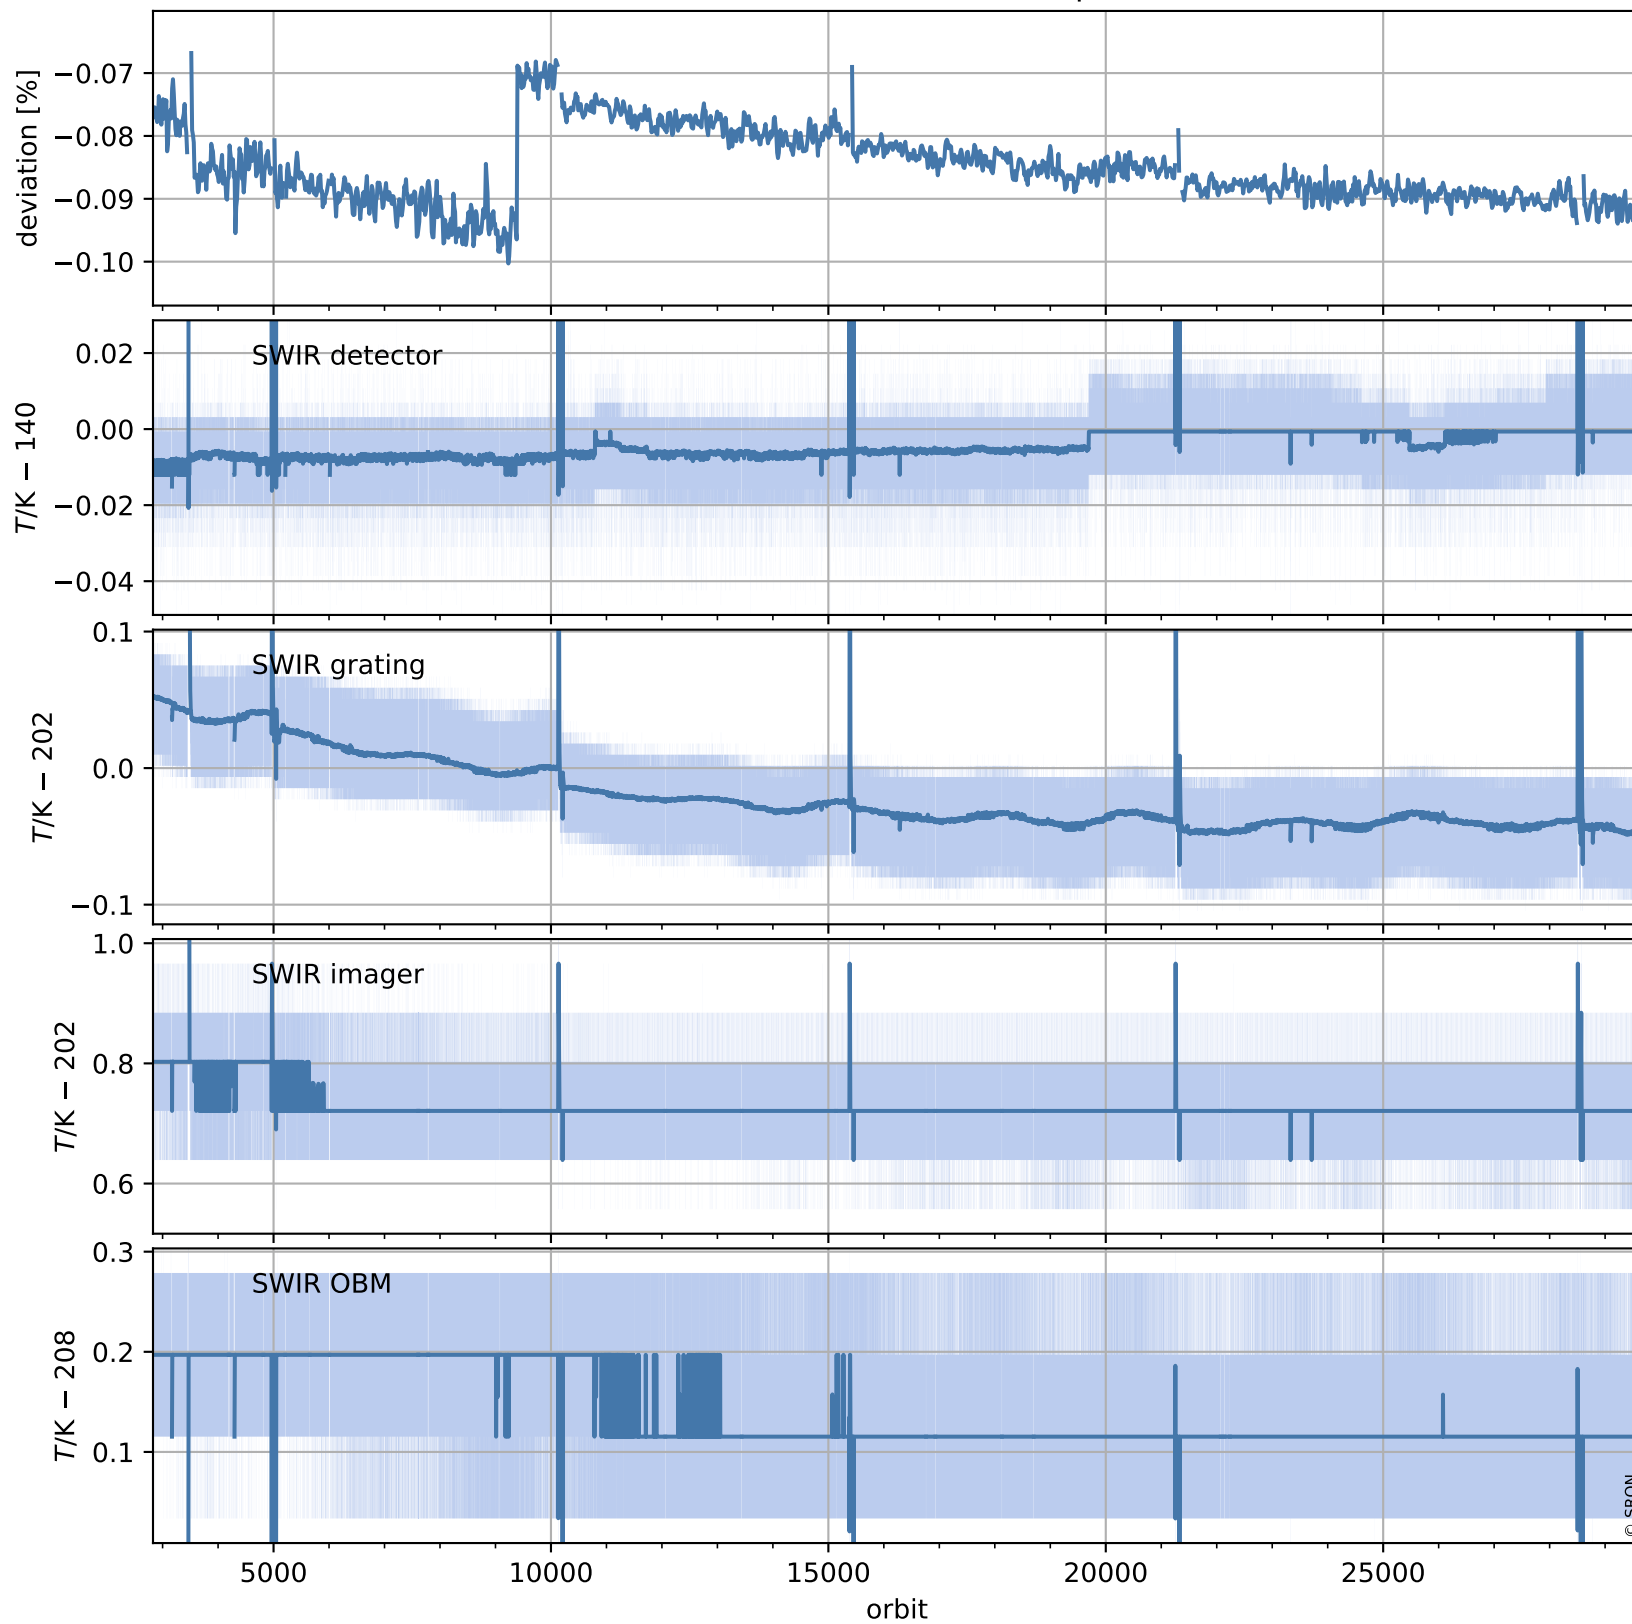 deviation [%]
−0.07
−0.08
−0.09
−0.10
SWIR detector
T/K − 140
0.02
0.00
−0.02
−0.04
SWIR grating
T/K − 202
0.1
0.0
−0.1
SWIR imager
T/K − 202
1.0
0.8
0.6
SWIR OBM
T/K − 208
0.3
0.2
0.1
© SRON
5000 10000 15000 20000 25000
orbit